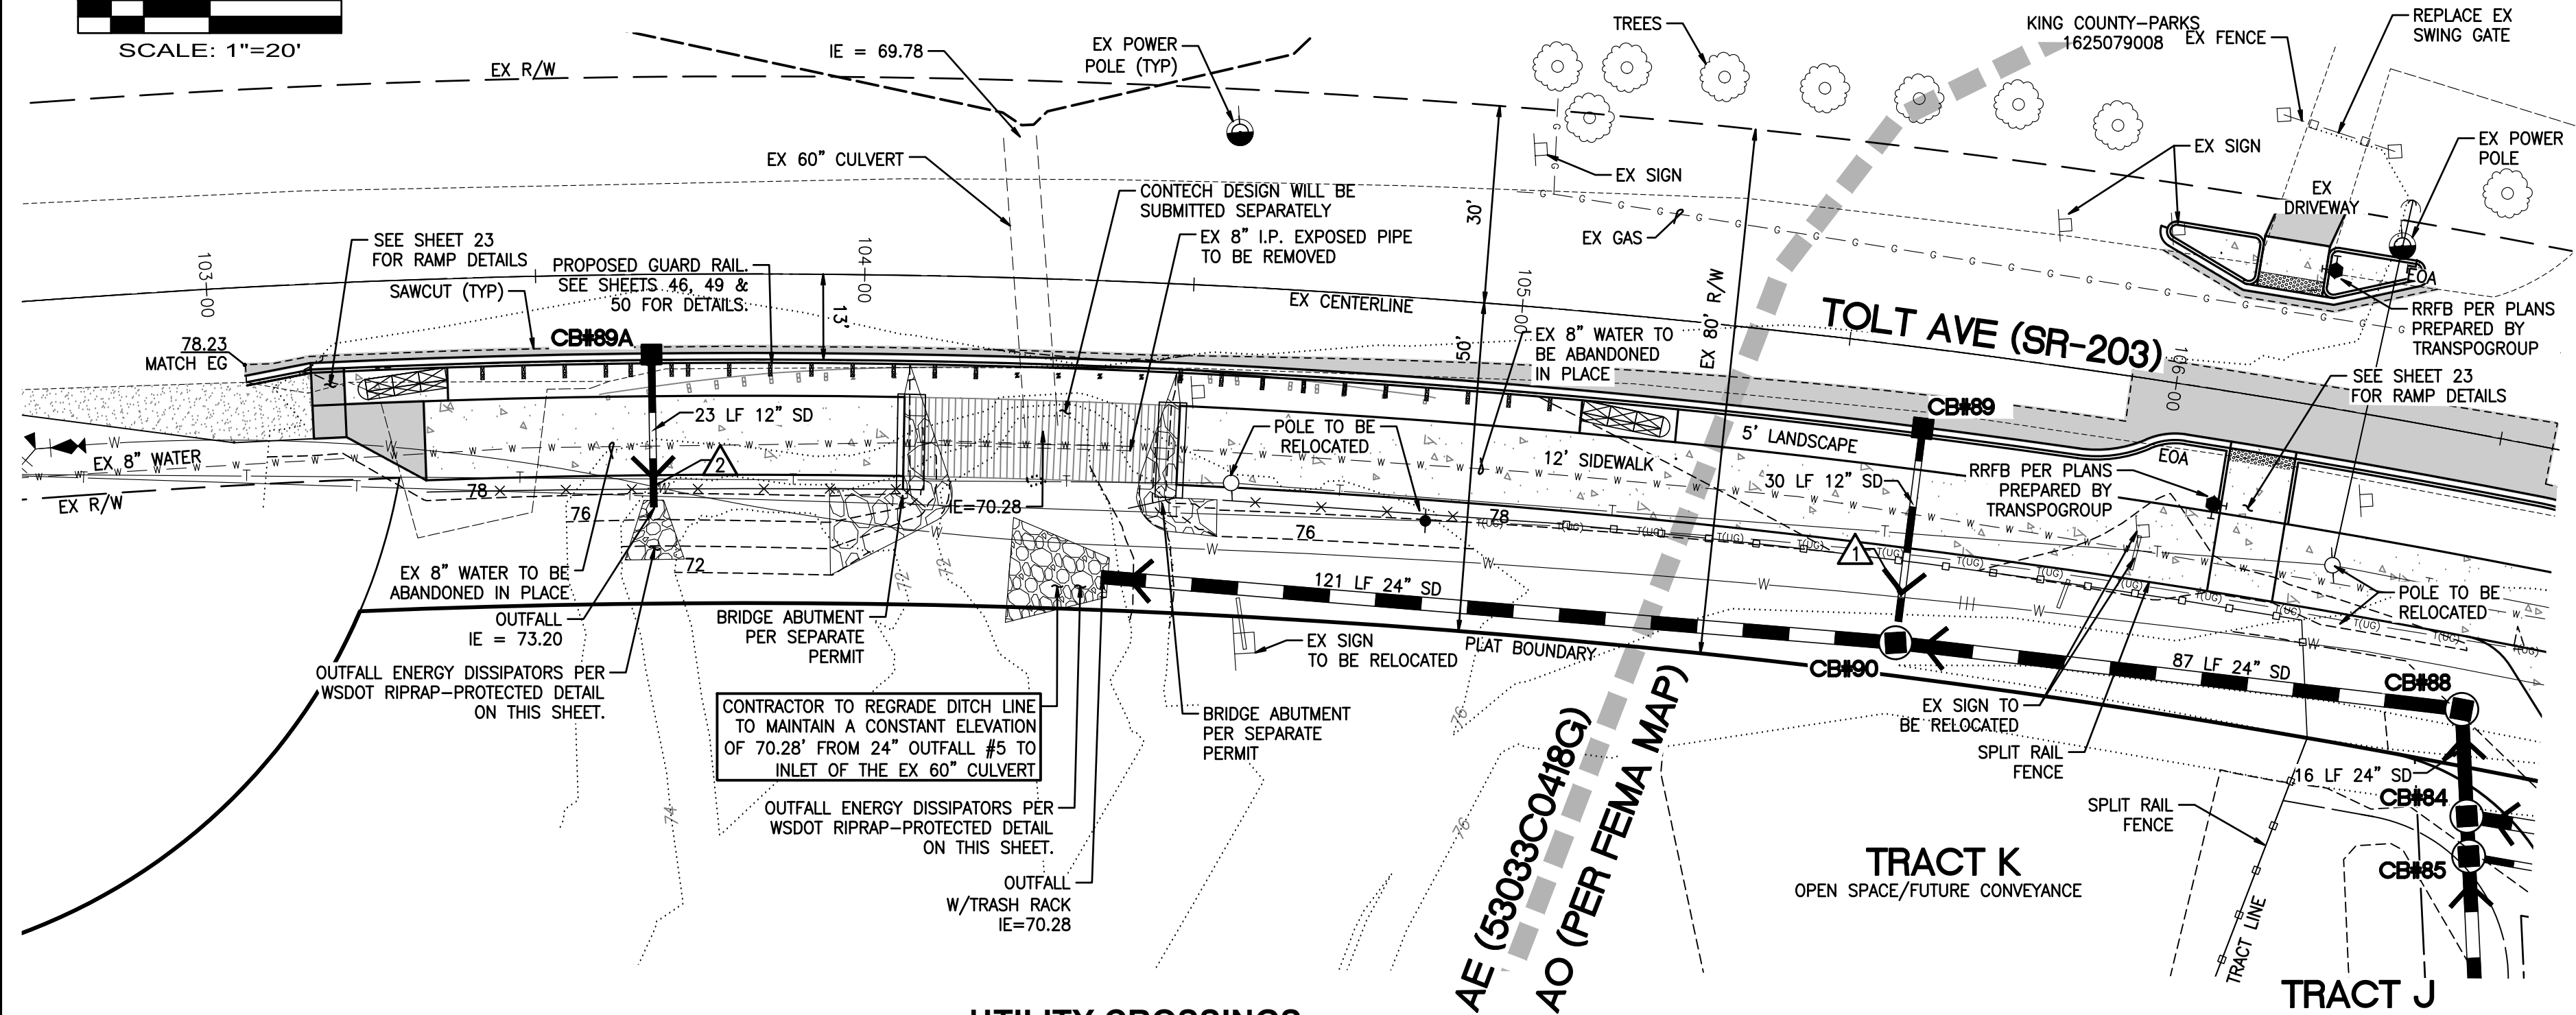 SCALE: 1"=20'
EX R/W
IE = 69.78
EX POWER
POLE (TYP)
TREES
KING COUNTY-PARKS
1625079008
EX FENCE
REPLACE EX
SWING GATE
EX 60" CULVERT
CONTECH DESIGN WILL BE
SUBMITTED SEPARATELY
EX 8" I.P. EXPOSED PIPE
TO BE REMOVED
30'
EX SIGN
EX GAS
EX SIGN
EX
DRIVEWAY
EX POWER
POLE
EOA
RRFB PER PLANS
PREPARED BY
TRANSPOGROUP
103-00
SEE SHEET 23
FOR RAMP DETAILS
SAWCUT (TYP)
PROPOSED GUARD RAIL.
SEE SHEETS 46, 49 &
50 FOR DETAILS.
104-00
13'
EX CENTERLINE
105-00
50'
EX 8" WATER TO
BE ABANDONED
IN PLACE
EX 80' R/W
TOLT AVE (SR-203)
106-00
SEE SHEET 23
FOR RAMP DETAILS
78.23
MATCH EG
CB#89A
23 LF 12" SD
2
POLE TO BE
RELOCATED
12' SIDEWALK
5' LANDSCAPE
CB#89
30 LF 12" SD
RRFB PER PLANS
PREPARED BY
TRANSPOGROUP
EOA
EX 8" WATER
EX R/W
78
76
72
IE=70.28
72
72
78
76
1
EX 8" WATER TO BE
ABANDONED IN PLACE
OUTFALL
IE = 73.20
OUTFALL ENERGY DISSIPATORS PER
WSDOT RIPRAP-PROTECTED DETAIL
ON THIS SHEET.
BRIDGE ABUTMENT
PER SEPARATE
PERMIT
121 LF 24" SD
EX SIGN
TO BE RELOCATED
PLAT BOUNDARY
CB#90
87 LF 24" SD
POLE TO BE
RELOCATED
CB#88
CONTRACTOR TO REGRADE DITCH LINE
TO MAINTAIN A CONSTANT ELEVATION
OF 70.28' FROM 24" OUTFALL #5 TO
INLET OF THE EX 60" CULVERT
BRIDGE ABUTMENT
PER SEPARATE
PERMIT
EX SIGN TO
BE RELOCATED
SPLIT RAIL
FENCE
16 LF 24" SD
CB#84
SPLIT RAIL
FENCE
CB#85
74
76
76
OUTFALL ENERGY DISSIPATORS PER
WSDOT RIPRAP-PROTECTED DETAIL
ON THIS SHEET.
OUTFALL
W/TRASH RACK
IE=70.28
AE (53033C0418G)
AO (PER FEMA MAP)
TRACT K
OPEN SPACE/FUTURE CONVEYANCE
TRACT LINE
TRACT J
UTILITY CROSSINGS